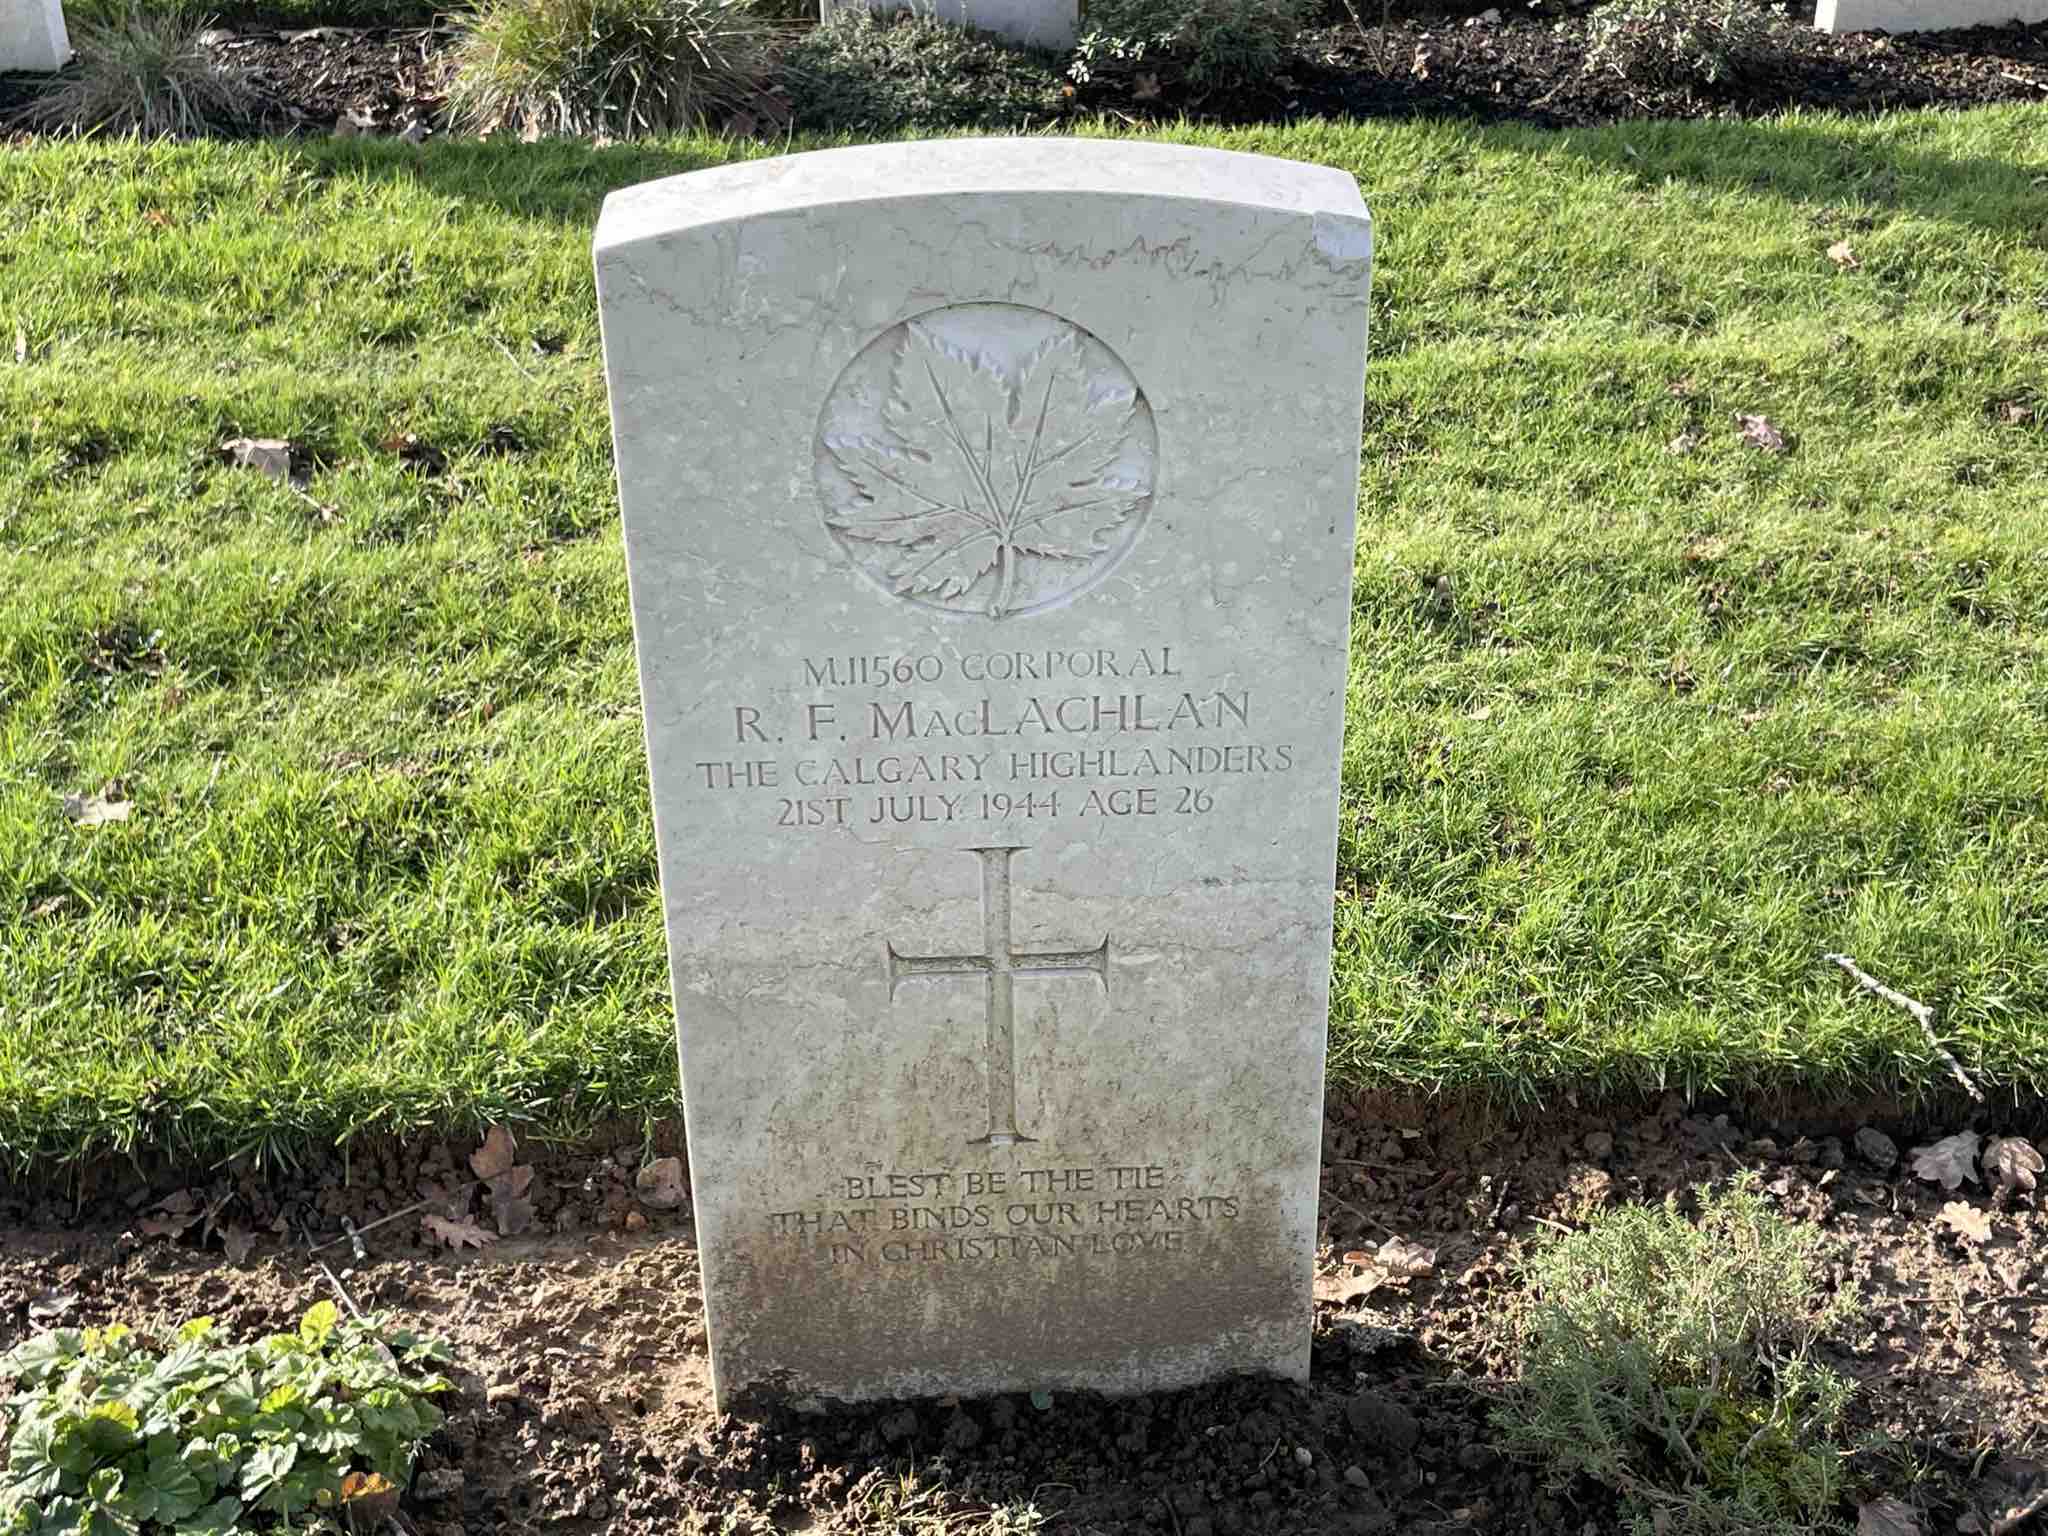 M.11560 CORPORAL
R. F. MacLACHLAN
THE CALGARY HIGHLANDERS
21ST JULY 1944 AGE 26
BLEST BE THE TIE
THAT BINDS OUR HEARTS
IN CHRISTIAN LOVE